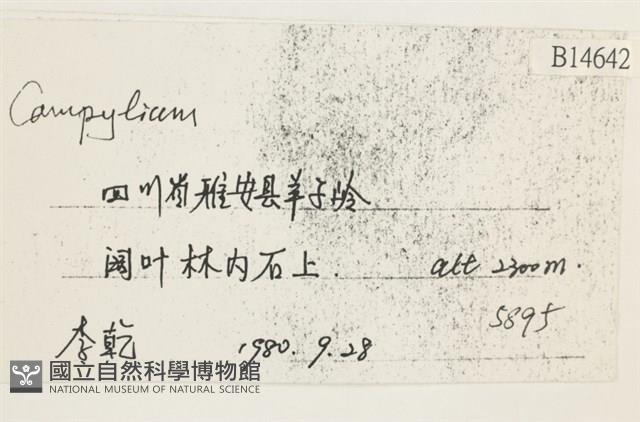 B14642
Campylium
四川省雅安县羊子岭
阔叶林内石上. alt 2300m.
5895
李乾 1980.9.28
國立自然科學博物館
NATIONAL MUSEUM OF NATURAL SCIENCE